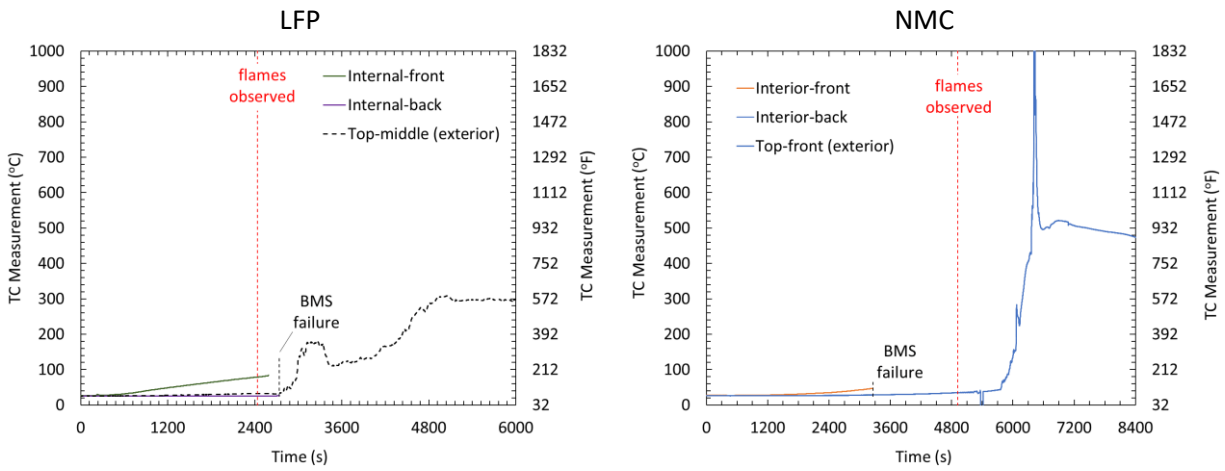 LFP
1000
900
800
700
600
500
400
300
200
100
0
TC Measurement (°C)
0
1200
2400
3600
4800
6000
Time (s)
1832
1652
1472
1292
1112
932
752
572
392
212
32
TC Measurement (°F)
flames
observed
Internal-front
Internal-back
Top-middle (exterior)
BMS
failure
NMC
1000
900
800
700
600
500
400
300
200
100
0
TC Measurement (°C)
0
1200
2400
3600
4800
6000
7200
8400
Time (s)
1832
1652
1472
1292
1112
932
752
572
392
212
32
TC Measurement (°F)
Interior-front
Interior-back
Top-front (exterior)
flames
observed
BMS
failure